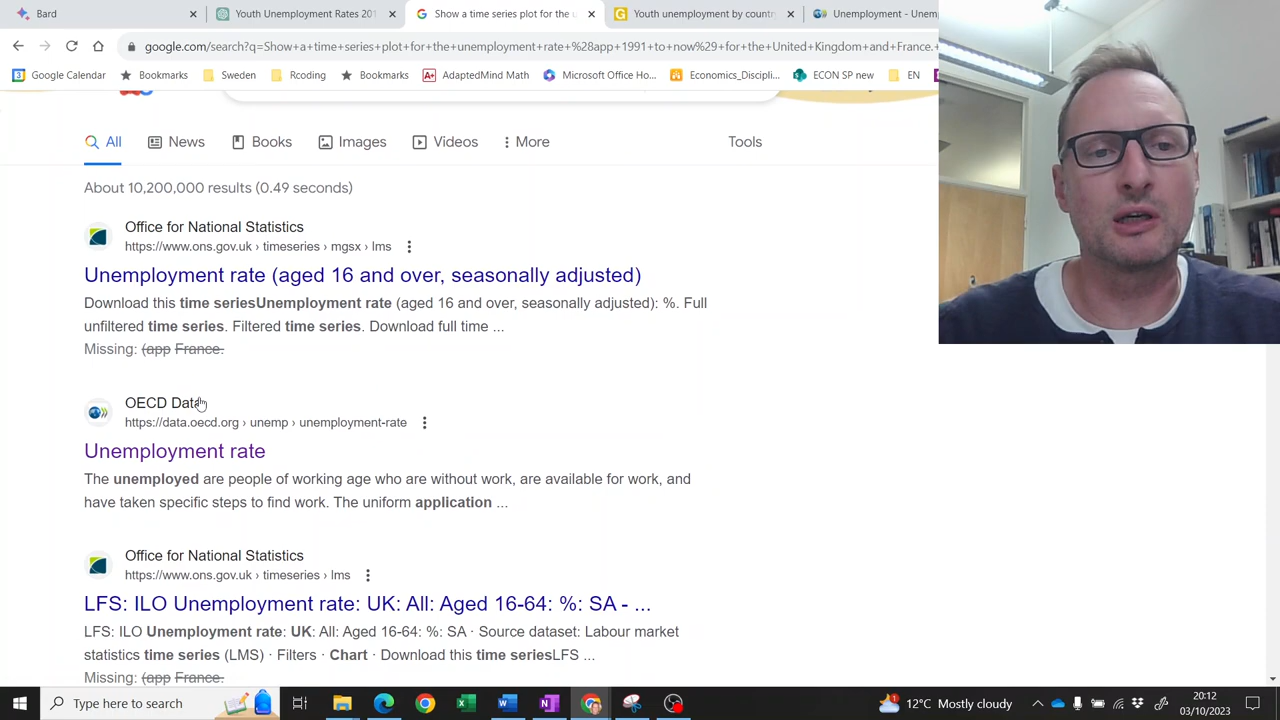 Bard
Youth Unemployment Rates 201
Show a time series plot for the u
Youth unemployment by country
Unemployment - Unemp
google.com/search?q=Show+a+time+series+plot+for+the+unemployment+rate+%28app+1991+to+now%29+for+the+United+Kingdom+and+France.
Google Calendar
Bookmarks
Sweden
Rcoding
Bookmarks
AdaptedMind Math
Microsoft Office Ho...
Economics_Discipli...
ECON SP new
EN
All
News
Books
Images
Videos
More
Tools
About 10,200,000 results (0.49 seconds)
Office for National Statistics
https://www.ons.gov.uk › timeseries › mgsx › lms
Unemployment rate (aged 16 and over, seasonally adjusted)
Download this time seriesUnemployment rate (aged 16 and over, seasonally adjusted): %. Full
unfiltered time series. Filtered time series. Download full time ...
Missing: (app France.
OECD Data
https://data.oecd.org › unemp › unemployment-rate
Unemployment rate
The unemployed are people of working age who are without work, are available for work, and
have taken specific steps to find work. The uniform application ...
Office for National Statistics
https://www.ons.gov.uk › timeseries › lms
LFS: ILO Unemployment rate: UK: All: Aged 16-64: %: SA - ...
LFS: ILO Unemployment rate: UK: All: Aged 16-64: %: SA · Source dataset: Labour market
statistics time series (LMS) · Filters · Chart · Download this time seriesLFS ...
Missing: (app France.
Type here to search
12°C Mostly cloudy
20:12
03/10/2023